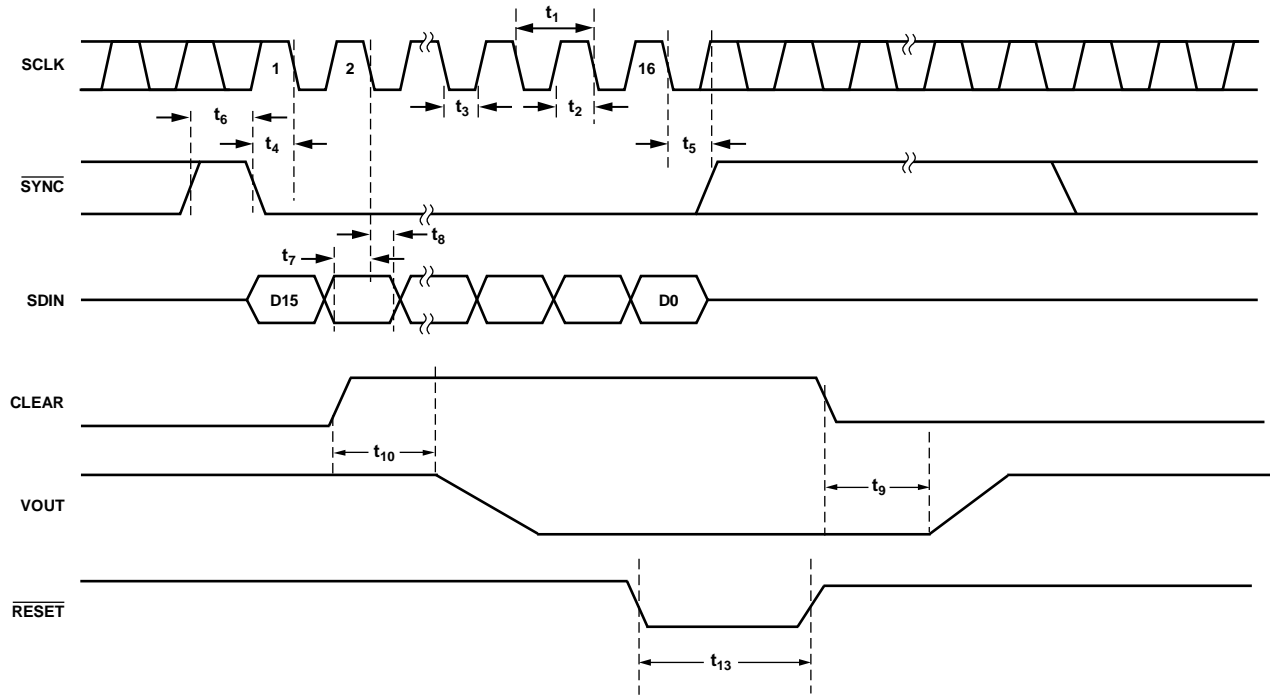 t1
SCLK
1
2
16
t3
t2
t6
t4
t5
SYNC
t8
t7
SDIN
D15
D0
CLEAR
t10
t9
VOUT
RESET
t13